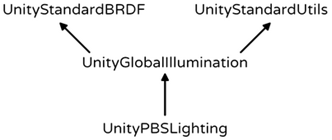 UnityStandardBRDF UnityStandardUtils
UnityGlobalIllumination
UnityPBSLighting